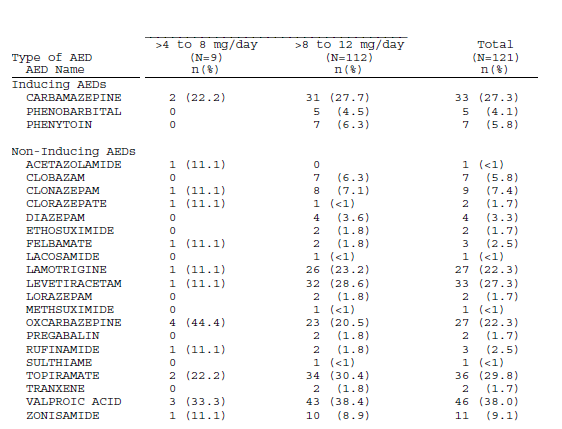 >4 to 8 mg/day >8 to 12 mg/day Total
Type of AED (N=9) (N=112) (N=121)
AED Name n(%) n(%) n(%)
Inducing AEDs
CARBAMAZEPINE 2 (22.2) 31 (27.7) 33 (27.3)
PHENOBARBITAL 0 5 (4.5) 5 (4.1)
PHENYTOIN 0 7 (6.3) 7 (5.8)
Non-Inducing AEDs
ACETAZOLAMIDE 1 (11.1) 0 1 (<1)
CLOBAZAM 0 7 (6.3) 7 (5.8)
CLONAZEPAM 1 (11.1) 8 (7.1) 9 (7.4)
CLORAZEPATE 1 (11.1) 1 (<1) 2 (1.7)
DIAZEPAM 0 4 (3.6) 4 (3.3)
ETHOSUXIMIDE 0 2 (1.8) 2 (1.7)
FELBAMATE 1 (11.1) 2 (1.8) 3 (2.5)
LACOSAMIDE 0 1 (<1) 1 (<1)
LAMOTRIGINE 1 (11.1) 26 (23.2) 27 (22.3)
LEVETIRACETAM 1 (11.1) 32 (28.6) 33 (27.3)
LORAZEPAM 0 2 (1.8) 2 (1.7)
METHSUXIMIDE 0 1 (<1) 1 (<1)
OXCARBAZEPINE 4 (44.4) 23 (20.5) 27 (22.3)
PREGABALIN 0 2 (1.8) 2 (1.7)
RUFINAMIDE 1 (11.1) 2 (1.8) 3 (2.5)
SULTHIAME 0 1 (<1) 1 (<1)
TOPIRAMATE 2 (22.2) 34 (30.4) 36 (29.8)
TRANXENE 0 2 (1.8) 2 (1.7)
VALPROIC ACID 3 (33.3) 43 (38.4) 46 (38.0)
ZONISAMIDE 1 (11.1) 10 (8.9) 11 (9.1)